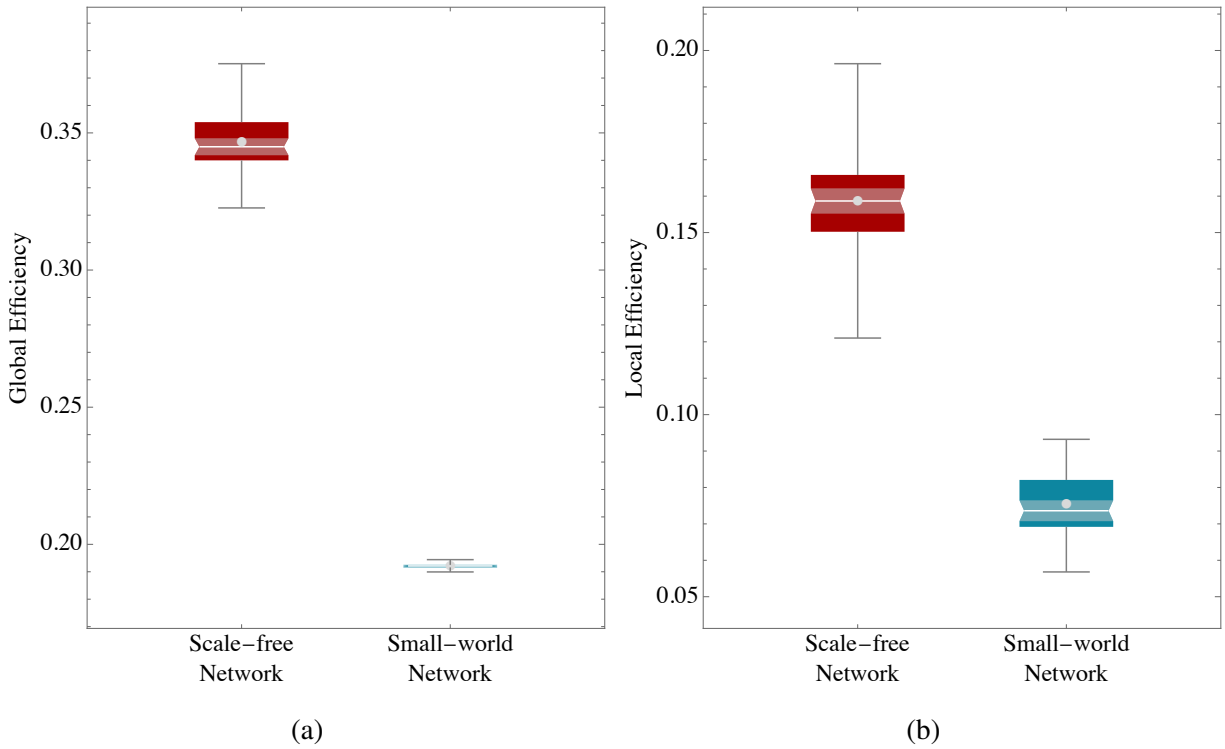 Global Efficiency
0.35
0.30
0.25
0.20
Scale−free
Network
Small−world
Network
(a)
Local Efficiency
0.20
0.15
0.10
0.05
Scale−free
Network
Small−world
Network
(b)